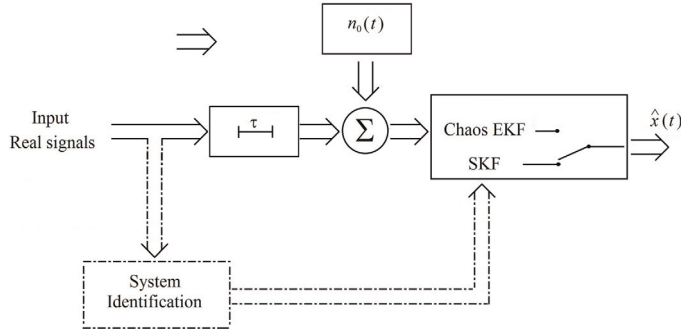 n₀(t)
Input
Real signals
τ
Σ
Chaos EKF
SKF
x̂̂(t)
System
Identification